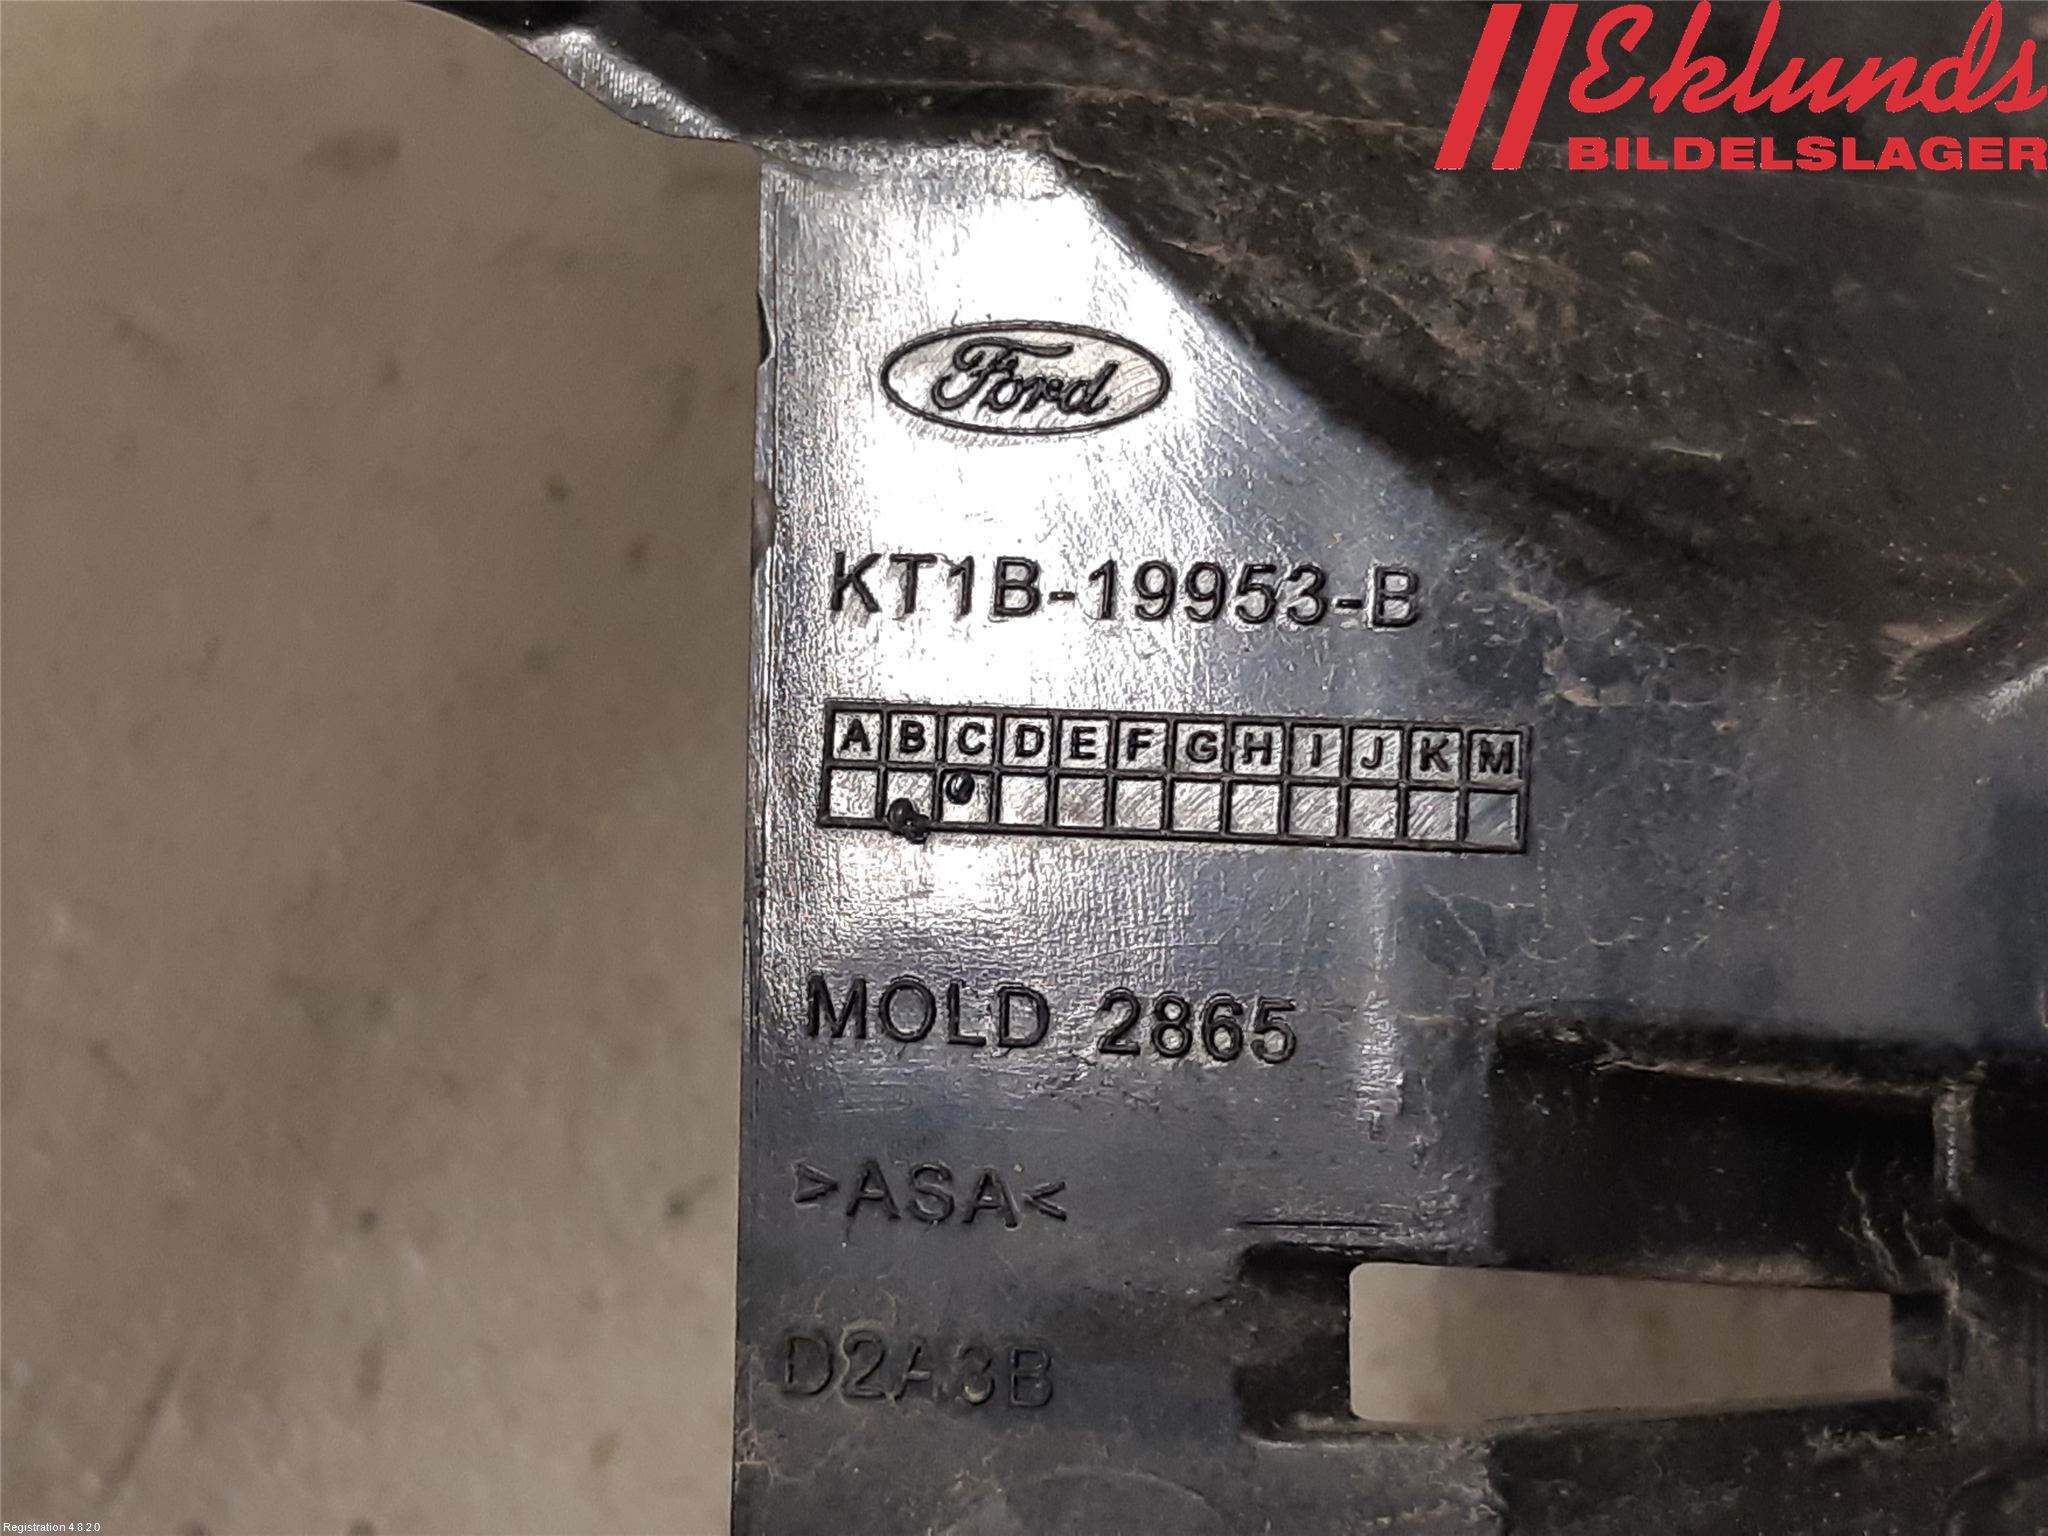 Eklunds
BILDELSLAGER
Ford
KT1B-19953-B
A B C D E F G H I J K M
MOLD 2865
>ASA<
D2A3B
Registration 4.8.2.0